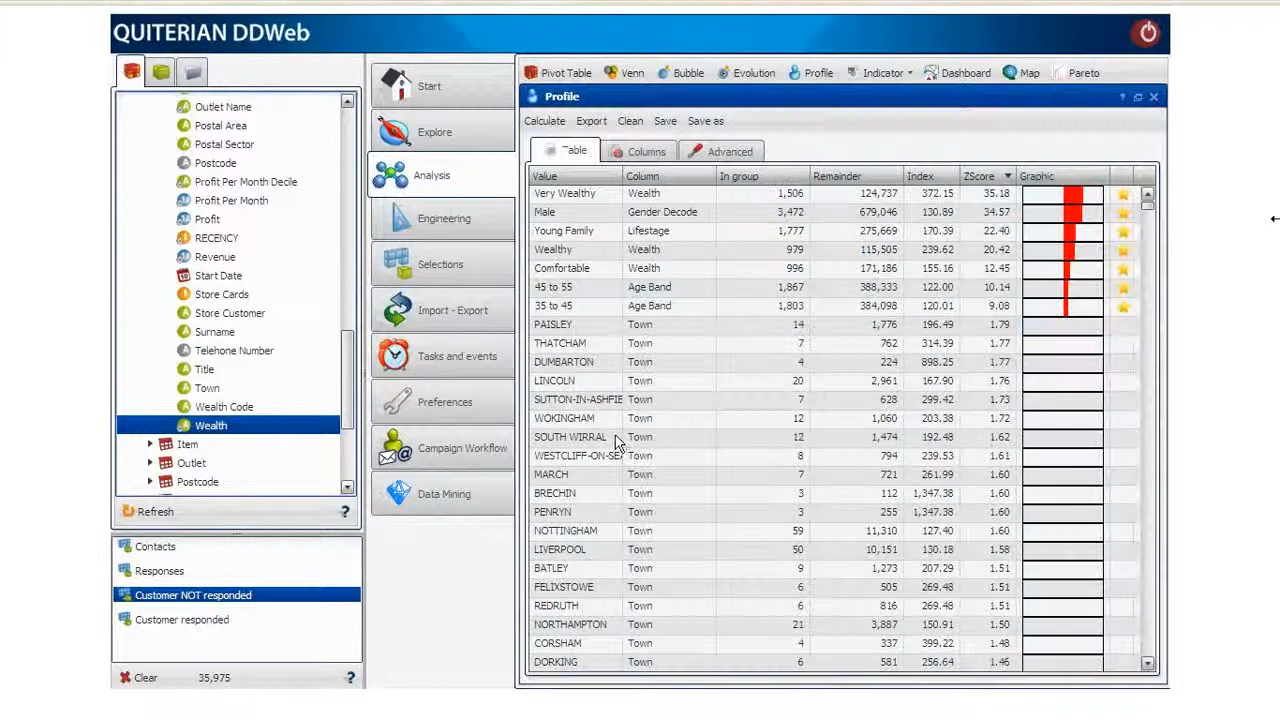 QUITERIAN DDWeb
Outlet Name
Postal Area
Postal Sector
Postcode
Profit Per Month Decile
Profit Per Month
Profit
RECENCY
Revenue
Start Date
Store Cards
Store Customer
Surname
Telehone Number
Title
Town
Wealth Code
Wealth
Item
Outlet
Postcode
Refresh ?
Contacts
Responses
Customer NOT responded
Customer responded
Clear 35,975 ?
Start
Explore
Analysis
Engineering
Selections
Import - Export
Tasks and events
Preferences
Campaign Workflow
Data Mining
Pivot Table Venn Bubble Evolution Profile Indicator Dashboard Map Pareto
Profile ?
Calculate Export Clean Save Save as
Table Columns Advanced
Value Column In group Remainder Index ZScore Graphic
Very Wealthy Wealth 1,506 124,737 372.15 35.18
Male Gender Decode 3,472 679,046 130.89 34.57
Young Family Lifestage 1,777 275,669 170.39 22.40
Wealthy Wealth 979 115,505 239.62 20.42
Comfortable Wealth 996 171,186 155.16 12.45
45 to 55 Age Band 1,867 388,333 122.00 10.14
35 to 45 Age Band 1,803 384,098 120.01 9.08
PAISLEY Town 14 1,776 196.49 1.79
THATCHAM Town 7 762 314.39 1.77
DUMBARTON Town 4 224 898.25 1.77
LINCOLN Town 20 2,961 167.90 1.76
SUTTON-IN-ASHFIE Town 7 628 299.42 1.73
WOKINGHAM Town 12 1,060 203.38 1.72
SOUTH WIRRAL Town 12 1,474 192.48 1.62
WESTCLIFF-ON-SE Town 8 794 239.53 1.61
MARCH Town 7 721 261.99 1.60
BRECHIN Town 3 112 1,347.38 1.60
PENRYN Town 3 255 1,347.38 1.60
NOTTINGHAM Town 59 11,310 127.40 1.60
LIVERPOOL Town 50 10,151 130.18 1.58
BATLEY Town 9 1,273 207.29 1.51
FELIXSTOWE Town 6 505 269.48 1.51
REDRUTH Town 6 816 269.48 1.51
NORTHAMPTON Town 21 3,887 150.91 1.50
CORSHAM Town 4 337 399.22 1.48
DORKING Town 6 581 256.64 1.46